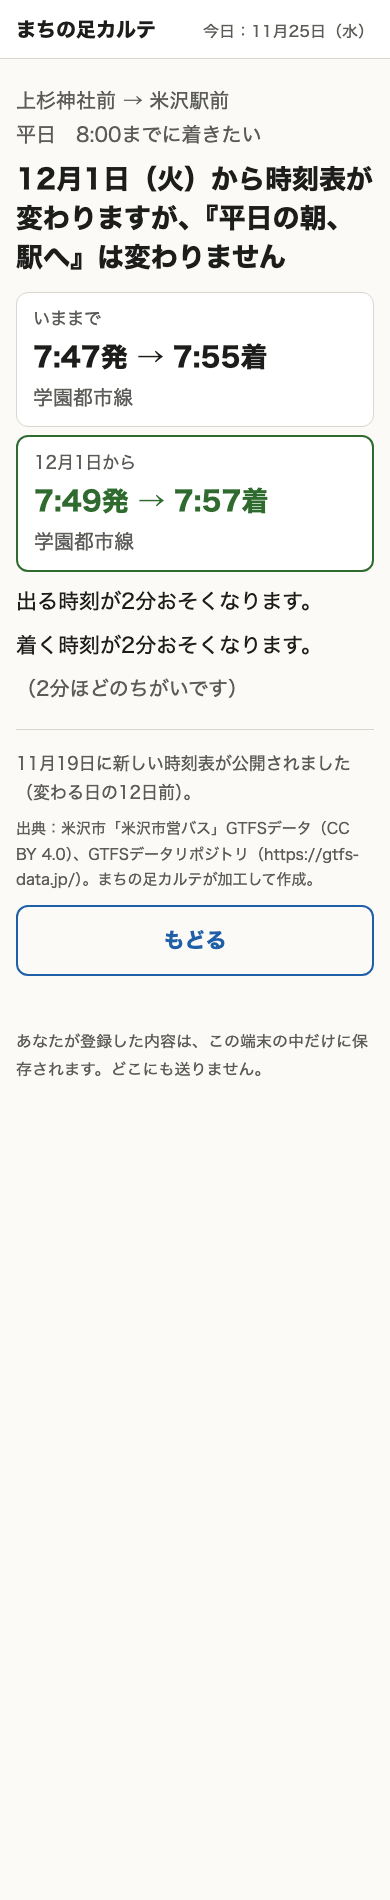 まちの足カルテ
今日：11月25日（水）
上杉神社前 → 米沢駅前
平日　8:00までに着きたい
12月1日（火）から時刻表が
変わりますが、『平日の朝、
駅へ』は変わりません
いままで
7:47発 → 7:55着
学園都市線
12月1日から
7:49発 → 7:57着
学園都市線
出る時刻が2分おそくなります。
着く時刻が2分おそくなります。
（2分ほどのちがいです）
11月19日に新しい時刻表が公開されました
（変わる日の12日前）。
出典：米沢市「米沢市営バス」GTFSデータ（CC
BY 4.0）、GTFSデータリポジトリ（https://gtfs-
data.jp/）。まちの足カルテが加工して作成。
もどる
あなたが登録した内容は、この端末の中だけに保
存されます。どこにも送りません。